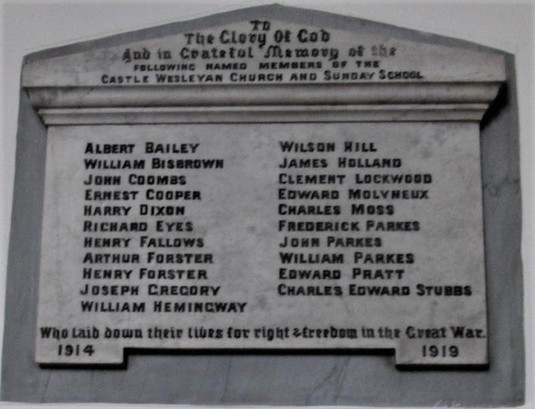 To
The Glory Of God
And in Grateful Memory of the
FOLLOWING NAMED MEMBERS OF THE
CASTLE WESLEYAN CHURCH AND SUNDAY SCHOOL
ALBERT BAILEY
WILLIAM BISBROWN
JOHN COOMBS
ERNEST COOPER
HARRY DIXON
RICHARD EYES
HENRY FALLOWS
ARTHUR FORSTER
HENRY FORSTER
JOSEPH GREGORY
WILLIAM HEMINGWAY
WILSON HILL
JAMES HOLLAND
CLEMENT LOCKWOOD
EDWARD MOLYNEUX
CHARLES MOSS
FREDERICK PARKES
JOHN PARKES
WILLIAM PARKES
EDWARD PRATT
CHARLES EDWARD STUBBS
Who laid down their lives for right & freedom in the Great War.
1914 1919